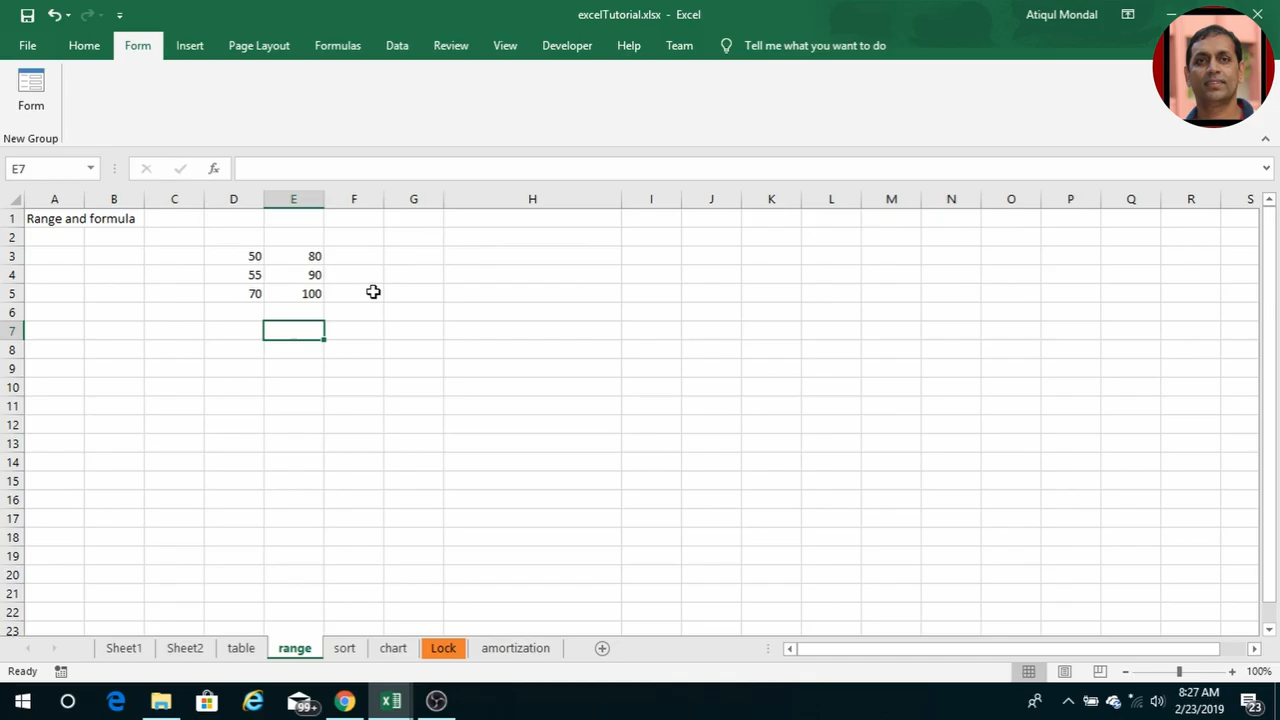 excelTutorial.xlsx - Excel
Atiqul Mondal
File Home Form Insert Page Layout Formulas Data Review View Developer Help Team Tell me what you want to do
Form
New Group
E7
fx
A B C D E F G H I J K L M N O P Q R S
1 Range and formula
2
3 50 80
4 55 90
5 70 100
6
7
8
9
10
11
12
13
14
15
16
17
18
19
20
21
22
23
Sheet1 Sheet2 table range sort chart Lock amortization
Ready
100%
99+
8:27 AM
2/23/2019
23